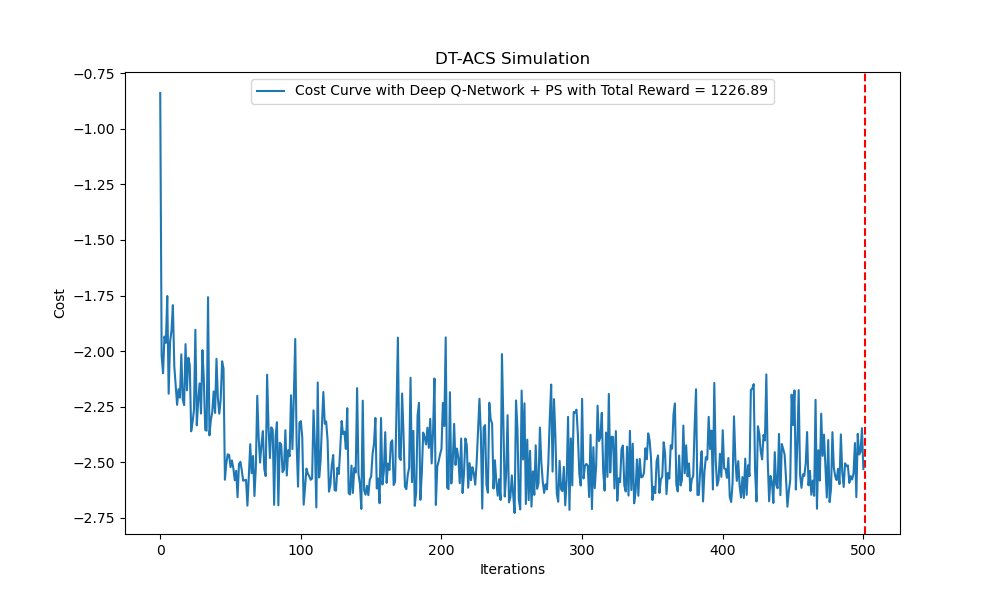 DT-ACS Simulation
Cost Curve with Deep Q-Network + PS with Total Reward = 1226.89
−0.75
−1.00
−1.25
−1.50
−1.75
−2.00
−2.25
−2.50
−2.75
Cost
0 100 200 300 400 500
Iterations